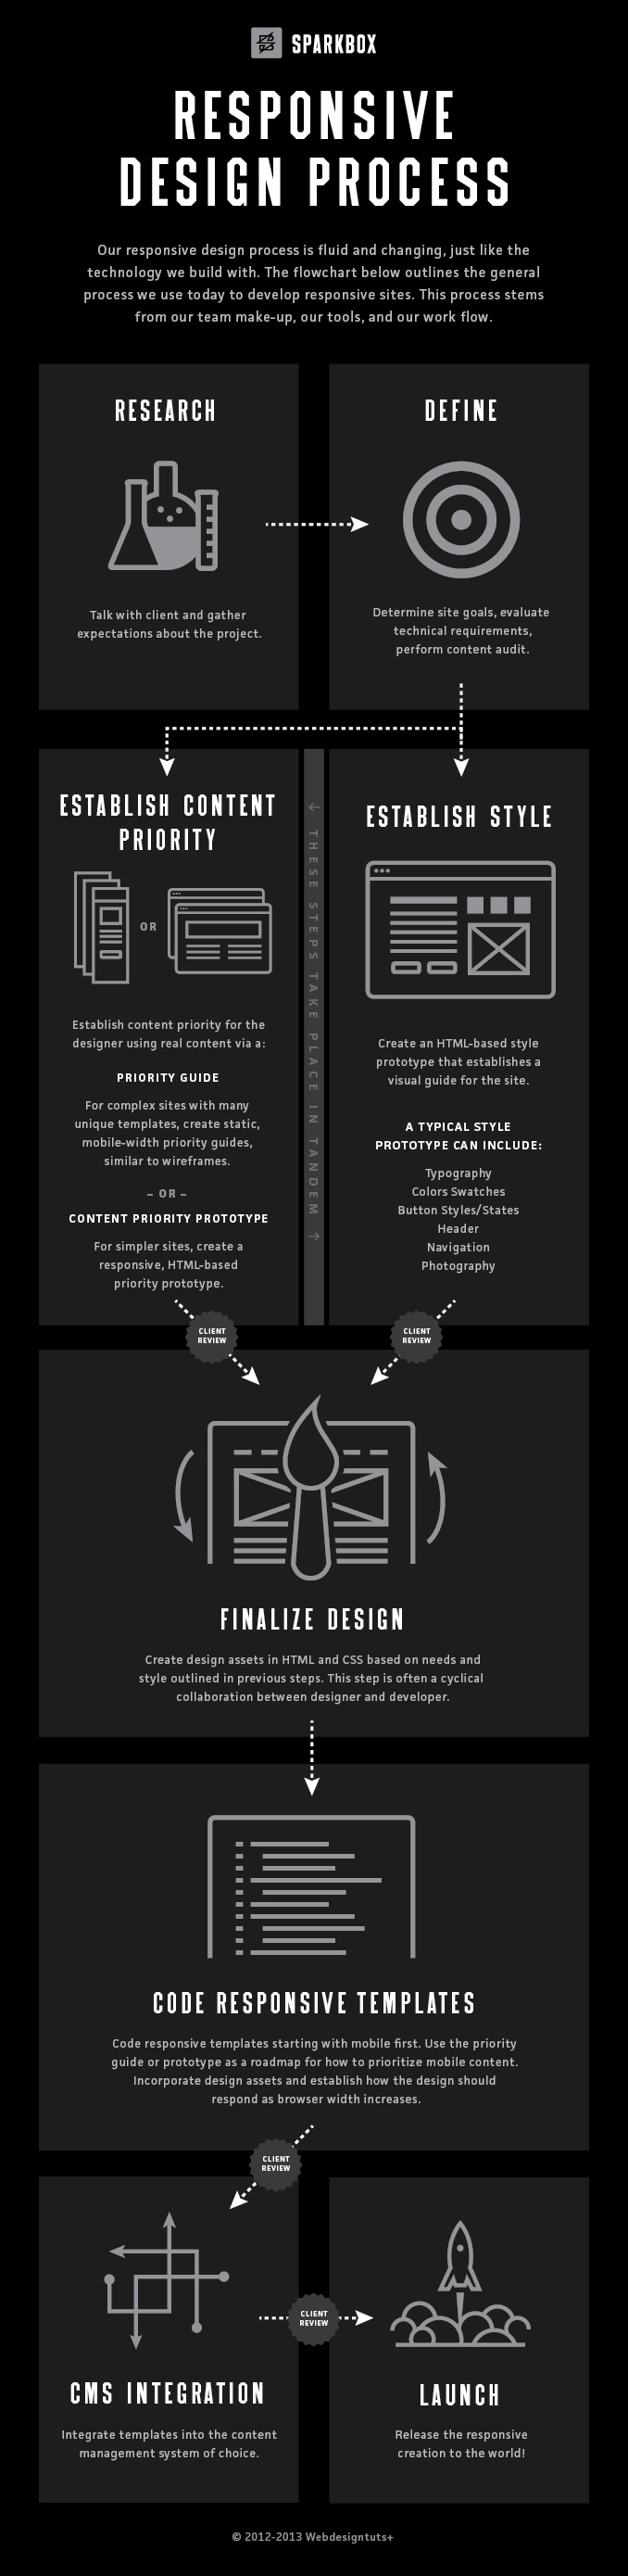 SPARKBOX
RESPONSIVE
DESIGN PROCESS
Our responsive design process is fluid and changing, just like the
technology we build with. The flowchart below outlines the general
process we use today to develop responsive sites. This process stems
from our team make-up, our tools, and our work flow.
RESEARCH
Talk with client and gather
expectations about the project.
DEFINE
Determine site goals, evaluate
technical requirements,
perform content audit.
ESTABLISH CONTENT
PRIORITY
OR
Establish content priority for the
designer using real content via a:
PRIORITY GUIDE
For complex sites with many
unique templates, create static,
mobile-width priority guides,
similar to wireframes.
– OR –
CONTENT PRIORITY PROTOTYPE
For simpler sites, create a
responsive, HTML-based
priority prototype.
← THESE STEPS TAKE PLACE IN TANDEM →
ESTABLISH STYLE
Create an HTML-based style
prototype that establishes a
visual guide for the site.
A TYPICAL STYLE
PROTOTYPE CAN INCLUDE:
Typography
Colors Swatches
Button Styles/States
Header
Navigation
Photography
CLIENT
REVIEW
CLIENT
REVIEW
FINALIZE DESIGN
Create design assets in HTML and CSS based on needs and
style outlined in previous steps. This step is often a cyclical
collaboration between designer and developer.
CODE RESPONSIVE TEMPLATES
Code responsive templates starting with mobile first. Use the priority
guide or prototype as a roadmap for how to prioritize mobile content.
Incorporate design assets and establish how the design should
respond as browser width increases.
CLIENT
REVIEW
CMS INTEGRATION
Integrate templates into the content
management system of choice.
CLIENT
REVIEW
LAUNCH
Release the responsive
creation to the world!
© 2012-2013 Webdesigntuts+